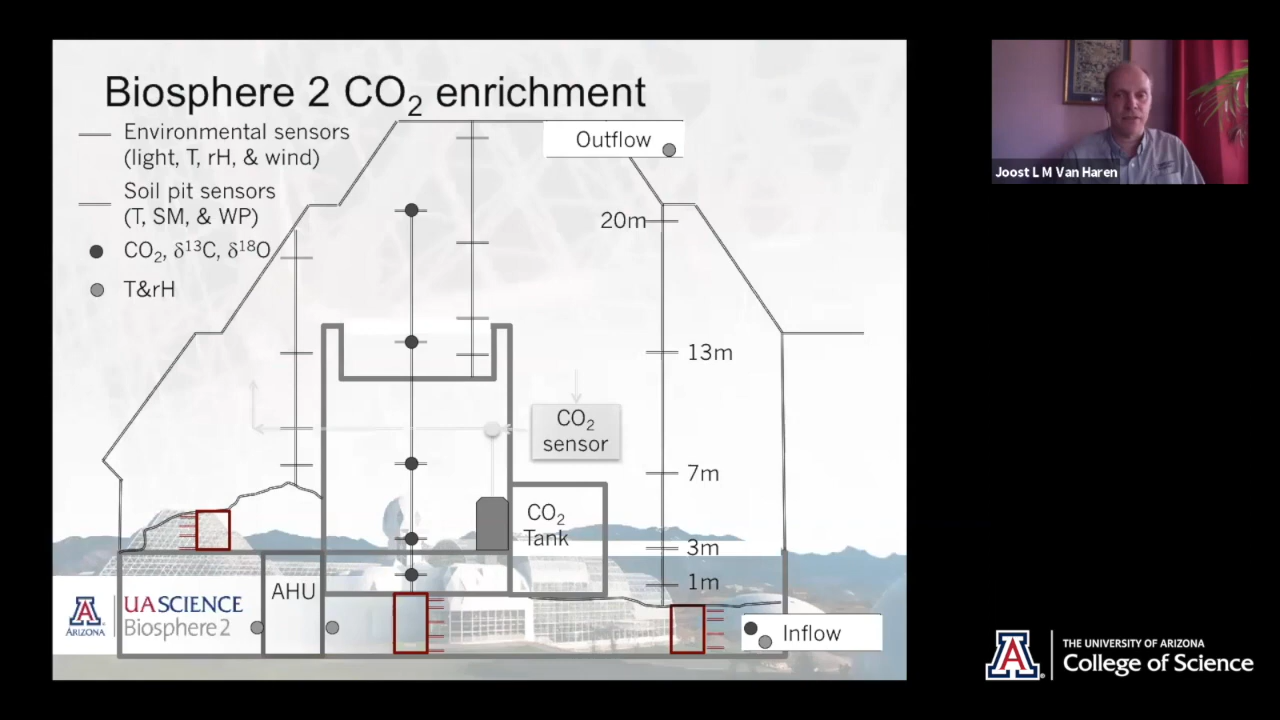 Biosphere 2 CO₂ enrichment
Environmental sensors
(light, T, rH, & wind)
Soil pit sensors
(T, SM, & WP)
CO₂, δ¹³C, δ¹⁸O
T&rH
Outflow
20m
13m
CO₂
sensor
7m
CO₂
Tank
3m
1m
AHU
Inflow
A
ARIZONA
UASCIENCE
Biosphere 2
Joost L M Van Haren
A
THE UNIVERSITY OF ARIZONA
College of Science